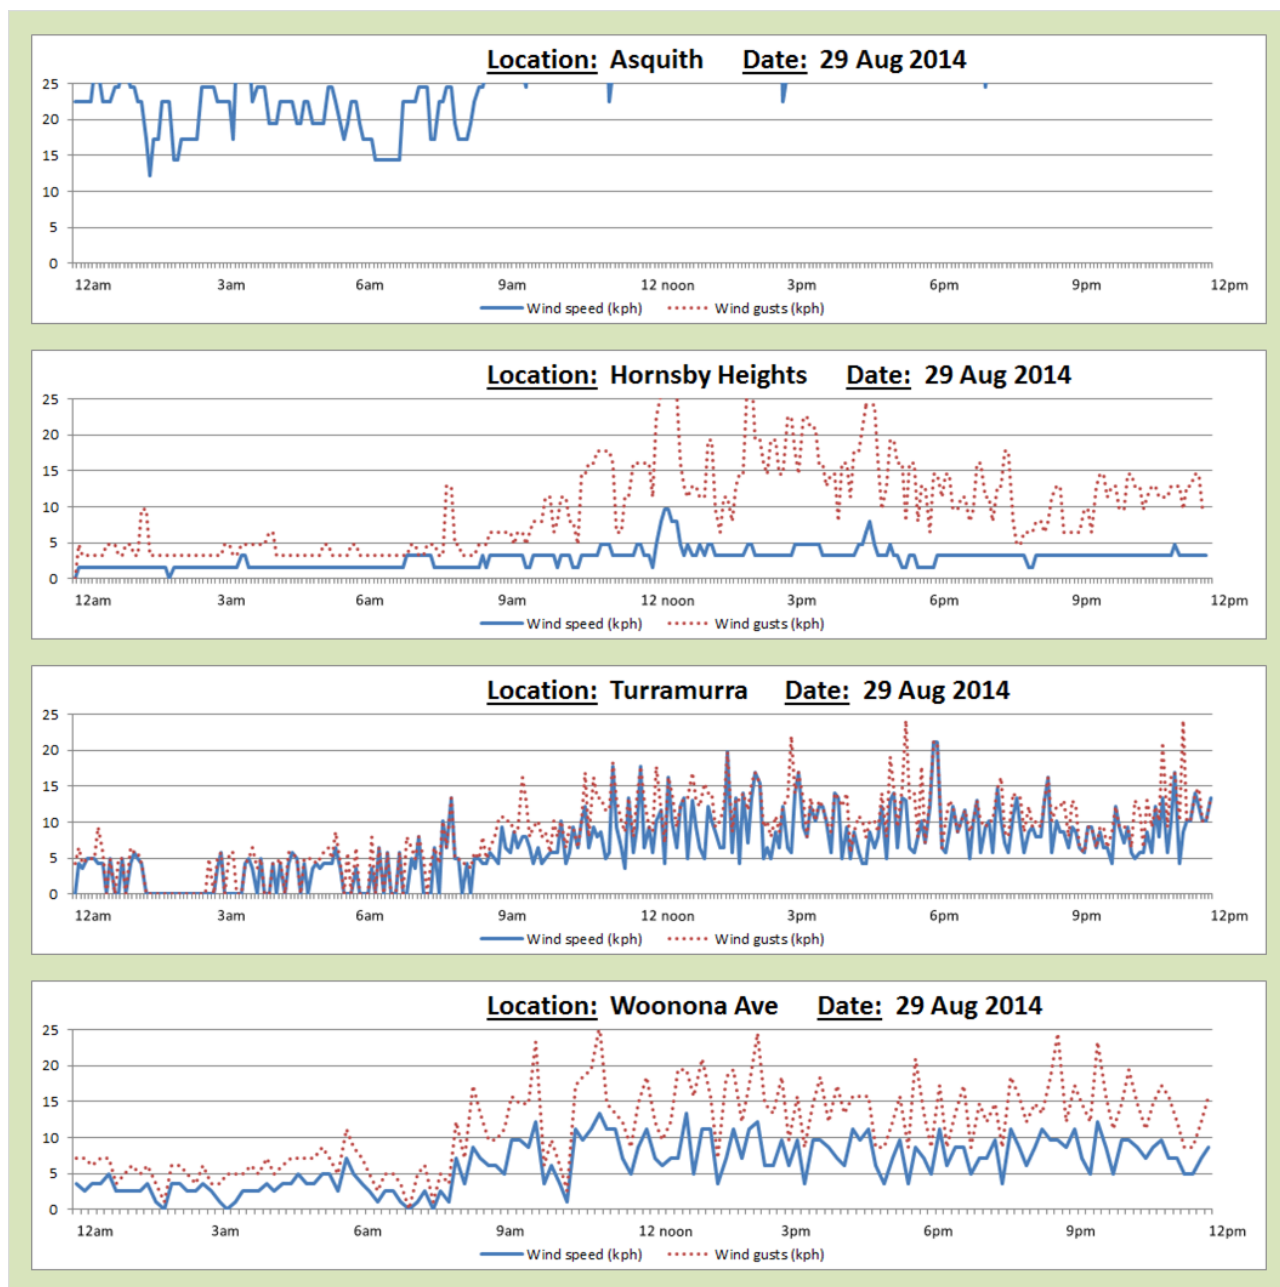 Location: Asquith Date: 29 Aug 2014
25
20
15
10
5
0
12am 3am 6am 9am 12 noon 3pm 6pm 9pm 12pm
Wind speed (kph) Wind gusts (kph)
Location: Hornsby Heights Date: 29 Aug 2014
25
20
15
10
5
0
12am 3am 6am 9am 12 noon 3pm 6pm 9pm 12pm
Wind speed (kph) Wind gusts (kph)
Location: Turramurra Date: 29 Aug 2014
25
20
15
10
5
0
12am 3am 6am 9am 12 noon 3pm 6pm 9pm 12pm
Wind speed (kph) Wind gusts (kph)
Location: Woonona Ave Date: 29 Aug 2014
25
20
15
10
5
0
12am 3am 6am 9am 12 noon 3pm 6pm 9pm 12pm
Wind speed (kph) Wind gusts (kph)